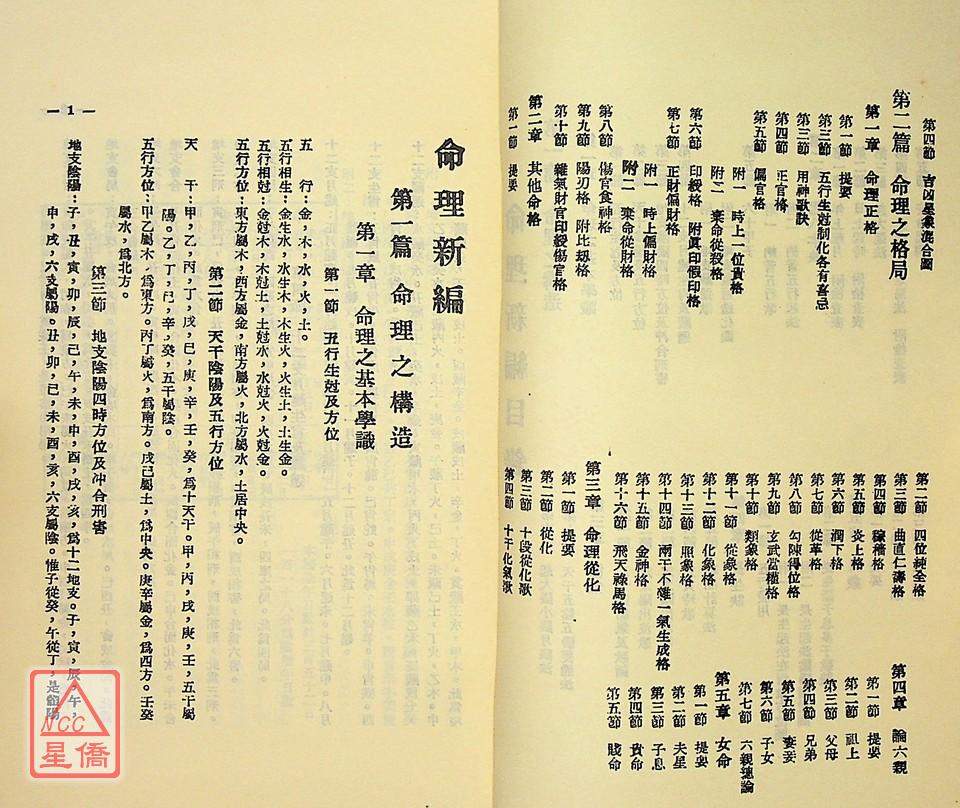 第四節　吉凶星象混合圖
第二篇　命理之格局
第一章　命理正格
第一節　提要
第二節　五行生尅制化各有喜忌
第三節　用神歌訣
第四節　正官格
第五節　偏官格
附一　時上一位貴格
附二　棄命從殺格
第六節　印綬格　附眞印假印格
第七節　正財偏財格
附一　時上偏財格
附二　棄命從財格
第八節　傷官食神格
第九節　陽刃格　附比刼格
第十節　雜氣財官印綬傷官格
第二章　其他命格
第一節　提要
第二節　四位純全格
第三節　曲直仁壽格
第四節　稼穡格
第五節　炎上格
第六節　潤下格
第七節　從革格
第八節　勾陳得位格
第九節　玄武當權格
第十節　類象格
第十一節　從象格
第十二節　化象格
第十三節　照象格
第十四節　兩干不雜一氣生成格
第十五節　金神格
第十六節　飛天祿馬格
第三章　命理從化
第一節　提要
第二節　從化
第三節　十段從化歌
第四節　十干化氣歌
第四章　論六親
第一節　提要
第二節　祖上
第三節　父母
第四節　兄弟
第五節　妻妾
第六節　子女
第七節　六親總論
第五章　女命
第一節　提要
第二節　夫星
第三節　子息
第四節　貴命
第五節　賤命
命理新編
第一篇　命理之構造
第一章　命理之基本學識
第一節　五行生尅及方位
五　行：金，木，水，火，土。
五行相生：金生水，水生木，木生火，火生土，土生金。
五行相尅：金尅木，木尅土，土尅水，水尅火，火尅金。
五行方位：東方屬木，西方屬金，南方屬火，北方屬水，土居中央。
第二節　天干陰陽及五行方位
天　干：甲，乙，丙，丁，戊，己，庚，辛，壬，癸，爲十天干。甲，丙，戊，庚，壬，五干屬
陽。乙，丁，己，辛，癸，五干屬陰。
五行方位：甲乙屬木，爲東方。丙丁屬火，爲南方。戊己屬土，爲中央。庚辛屬金，爲西方。壬癸
屬水，爲北方。
第三節　地支陰陽四時方位及沖合刑害
地支陰陽：子，丑，寅，卯，辰，巳，午，未，申，酉，戌，亥，爲十二地支。子，寅，辰，午，
申，戌，六支屬陽。丑，卯，巳，未，酉，亥，六支屬陰。惟子從癸，午從丁，是留陽
— 1 —
NCC
星僑